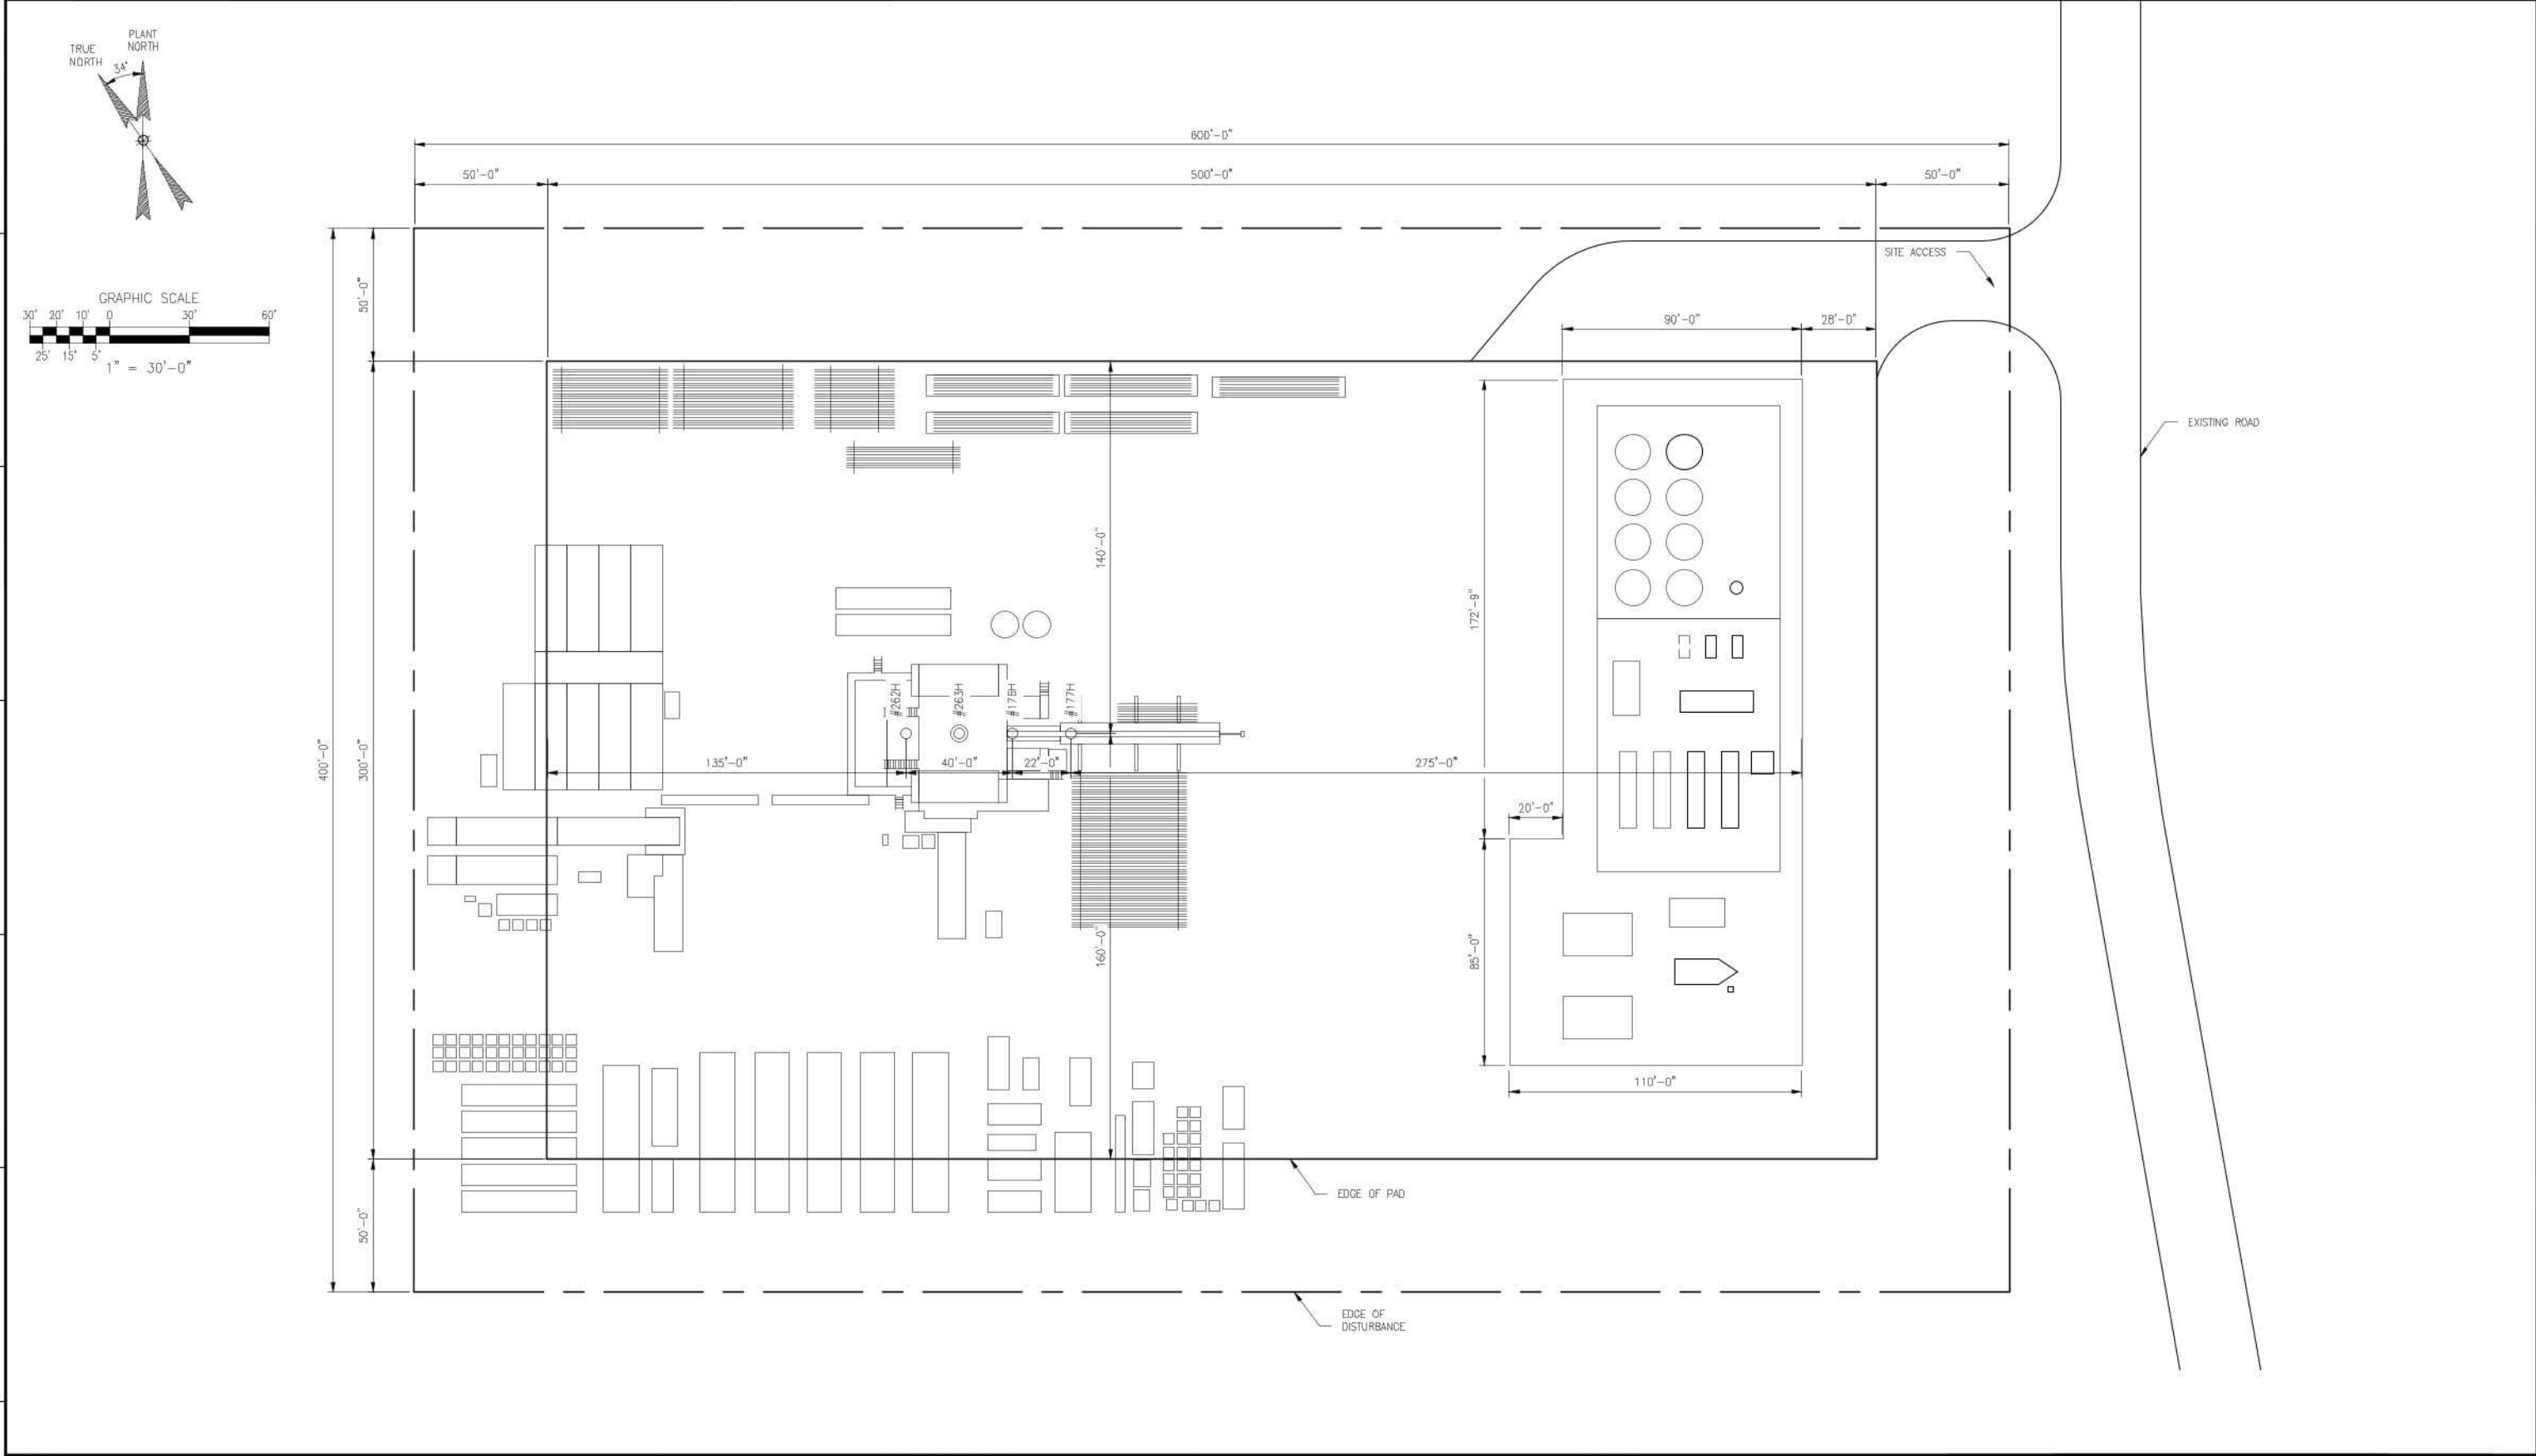 PLANT
NORTH
TRUE
NORTH
34°
GRAPHIC SCALE
30' 20' 10' 0 30' 60'
25' 15' 5'
1" = 30'-0"
600'-0"
50'-0" 500'-0" 50'-0"
SITE ACCESS
50'-0"
90'-0" 28'-0"
EXISTING ROAD
140'-0"
172'-9"
#262H #263H #176H #177H
400'-0" 300'-0"
135'-0" 40'-0" 22'-0" 275'-0"
20'-0"
160'-0"
85'-0"
110'-0"
EDGE OF PAD
50'-0"
EDGE OF
DISTURBANCE